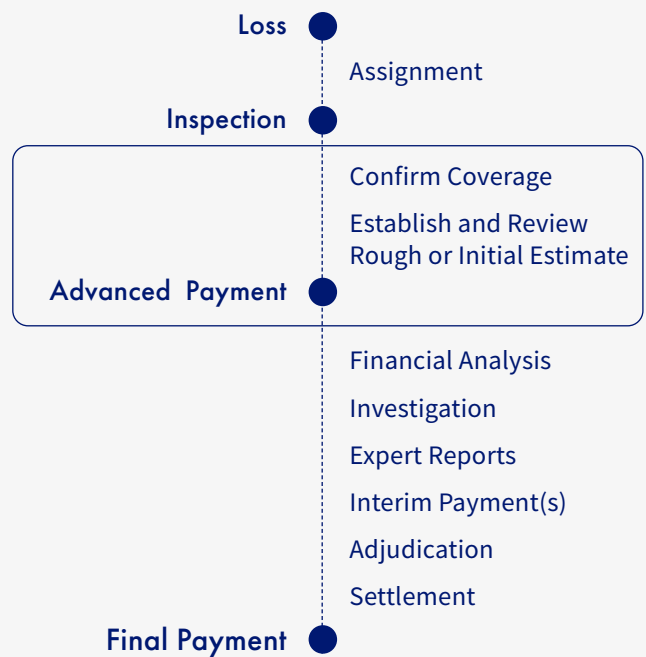 Loss
Assignment
Inspection
Confirm Coverage
Establish and Review
Rough or Initial Estimate
Advanced Payment
Financial Analysis
Investigation
Expert Reports
Interim Payment(s)
Adjudication
Settlement
Final Payment